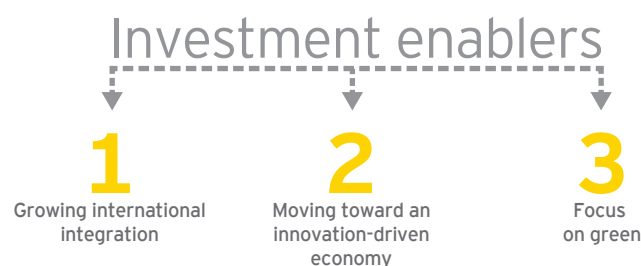 Investment enablers
1
Growing international
integration
2
Moving toward an
innovation-driven
economy
3
Focus
on green